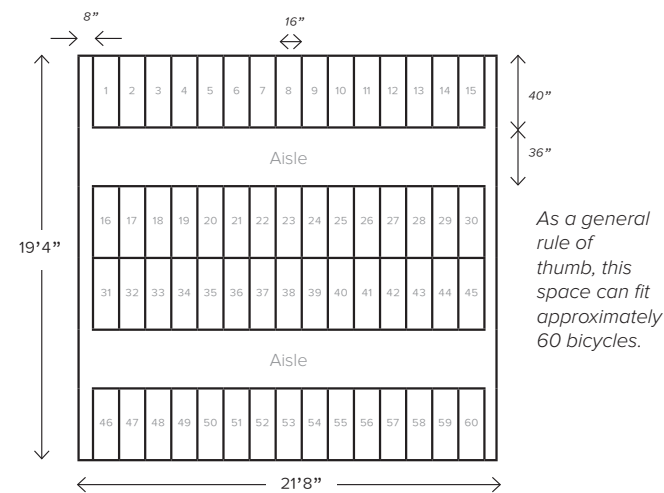 8”
16”
1 2 3 4 5 6 7 8 9 10 11 12 13 14 15
40”
Aisle
36”
16 17 18 19 20 21 22 23 24 25 26 27 28 29 30
As a general
rule of
thumb, this
space can fit
approximately
60 bicycles.
19’4”
31 32 33 34 35 36 37 38 39 40 41 42 43 44 45
Aisle
46 47 48 49 50 51 52 53 54 55 56 57 58 59 60
21’8”